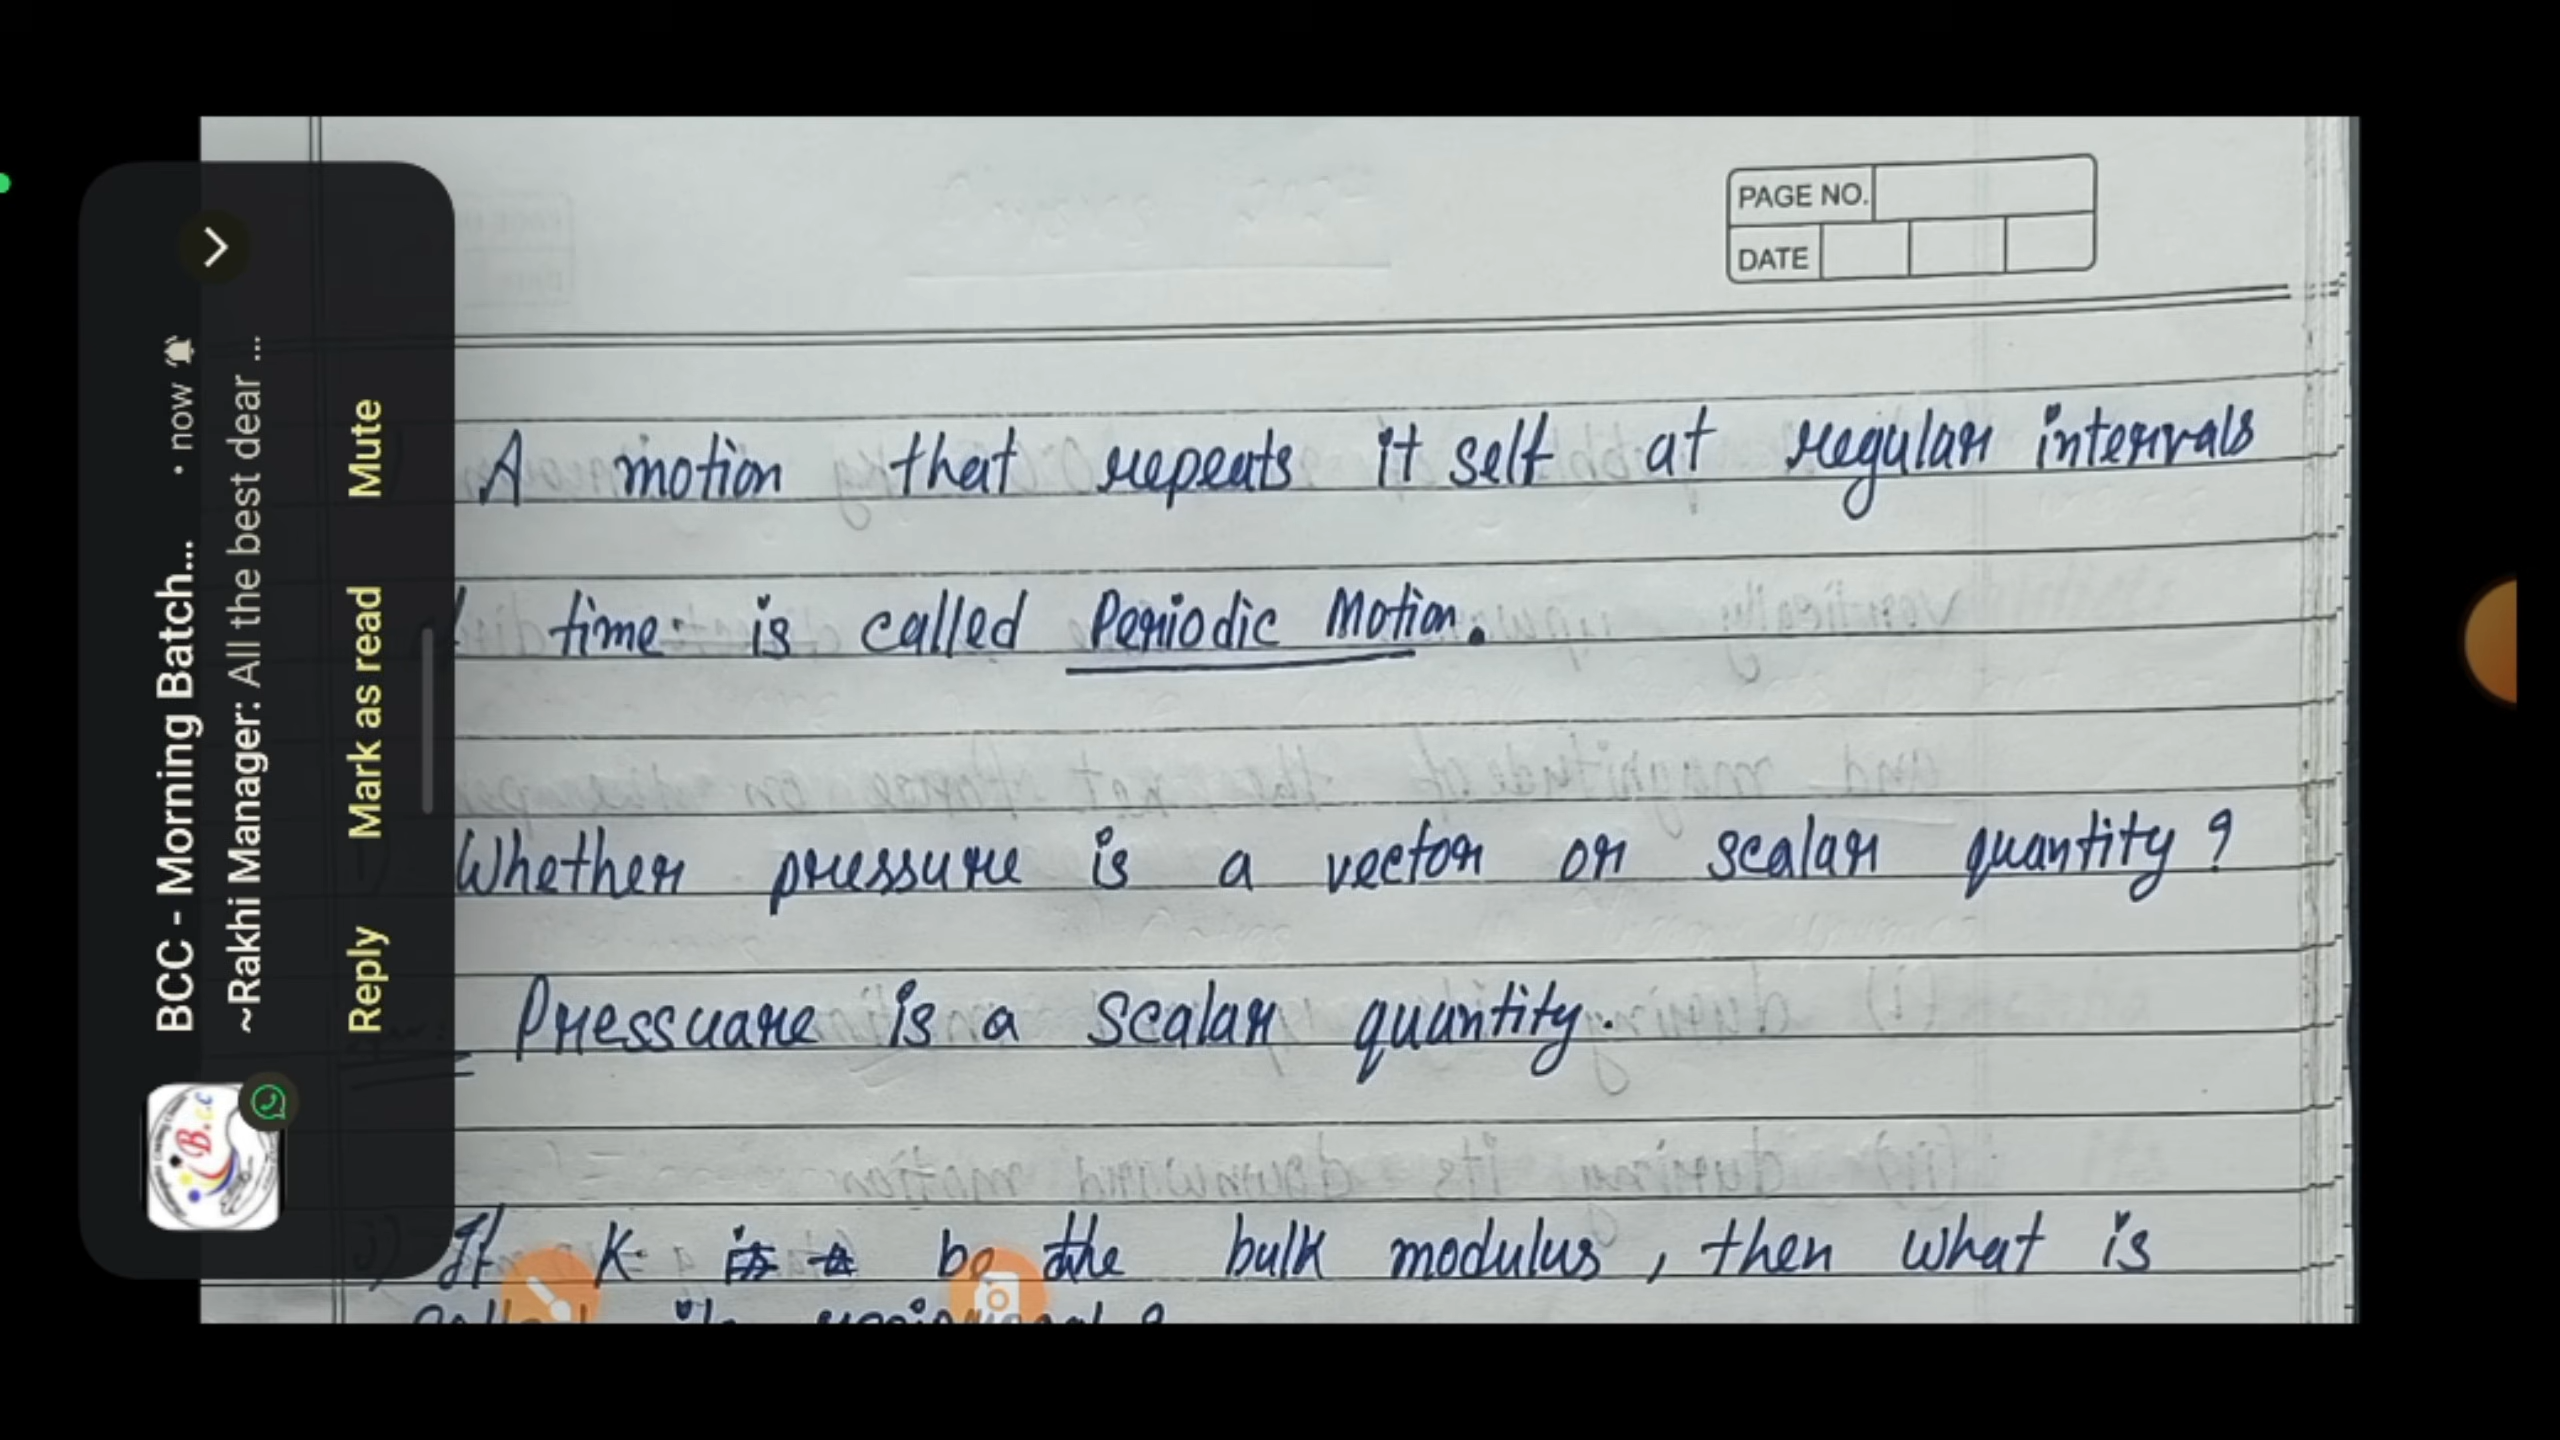 PAGE NO.
DATE
A motion that repeats it self at regular intervals
time is called Periodic Motion.
Whether pressure is a vector or scalar quantity?
Pressuare is a scalar quantity.
If K be the bulk modulus, then what is
BCC - Morning Batch... • now
~Rakhi Manager: All the best dear ...
Reply Mark as read Mute